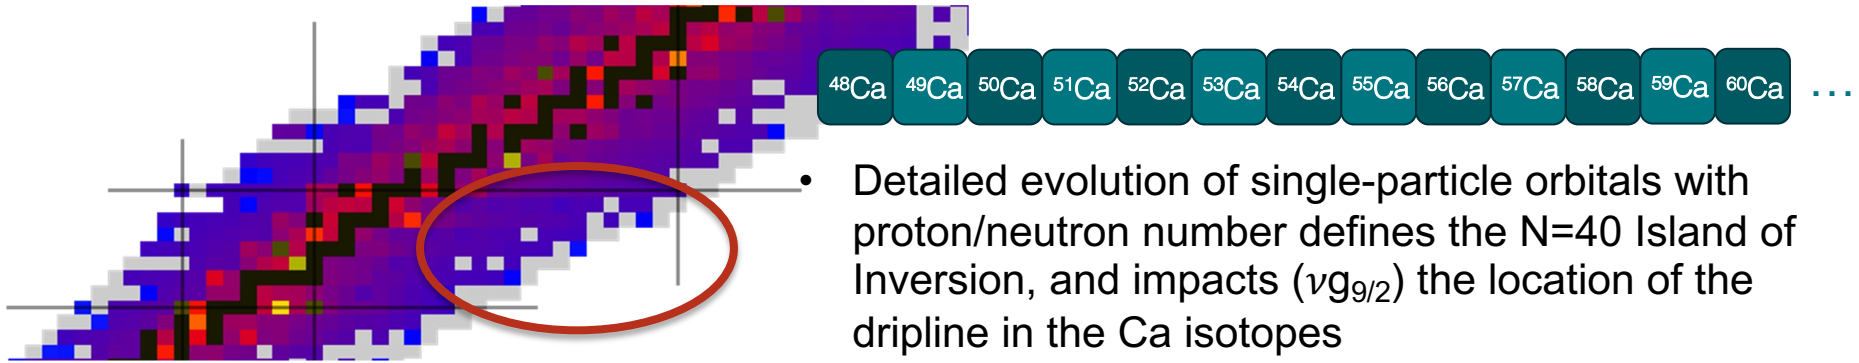 ⁴⁸Ca ⁴⁹Ca ⁵⁰Ca ⁵¹Ca ⁵²Ca ⁵³Ca ⁵⁴Ca ⁵⁵Ca ⁵⁶Ca ⁵⁷Ca ⁵⁸Ca ⁵⁹Ca ⁶⁰Ca ...
• Detailed evolution of single-particle orbitals with
proton/neutron number defines the N=40 Island of
Inversion, and impacts (νg₉/₂) the location of the
dripline in the Ca isotopes